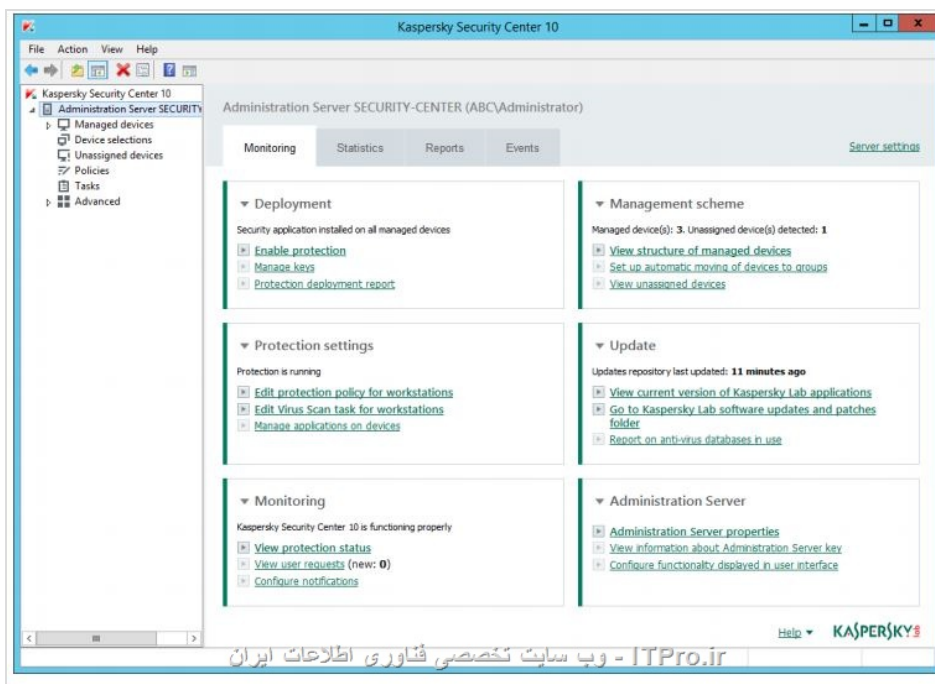 Kaspersky Security Center 10
File Action View Help
Kaspersky Security Center 10
Administration Server SECURITY
Managed devices
Device selections
Unassigned devices
Policies
Tasks
Advanced
Administration Server SECURITY-CENTER (ABC\Administrator)
Monitoring Statistics Reports Events Server settings
Deployment
Security application installed on all managed devices
Enable protection
Manage keys
Protection deployment report
Management scheme
Managed device(s): 3. Unassigned device(s) detected: 1
View structure of managed devices
Set up automatic moving of devices to groups
View unassigned devices
Protection settings
Protection is running
Edit protection policy for workstations
Edit Virus Scan task for workstations
Manage applications on devices
Update
Updates repository last updated: 11 minutes ago
View current version of Kaspersky Lab applications
Go to Kaspersky Lab software updates and patches
folder
Report on anti-virus databases in use
Monitoring
Kaspersky Security Center 10 is functioning properly
View protection status
View user requests (new: 0)
Configure notifications
Administration Server
Administration Server properties
View information about Administration Server key
Configure functionality displayed in user interface
Help KASPERSKY LAB
ITPro.ir - وب سایت تخصصی فناوری اطلاعات ایران